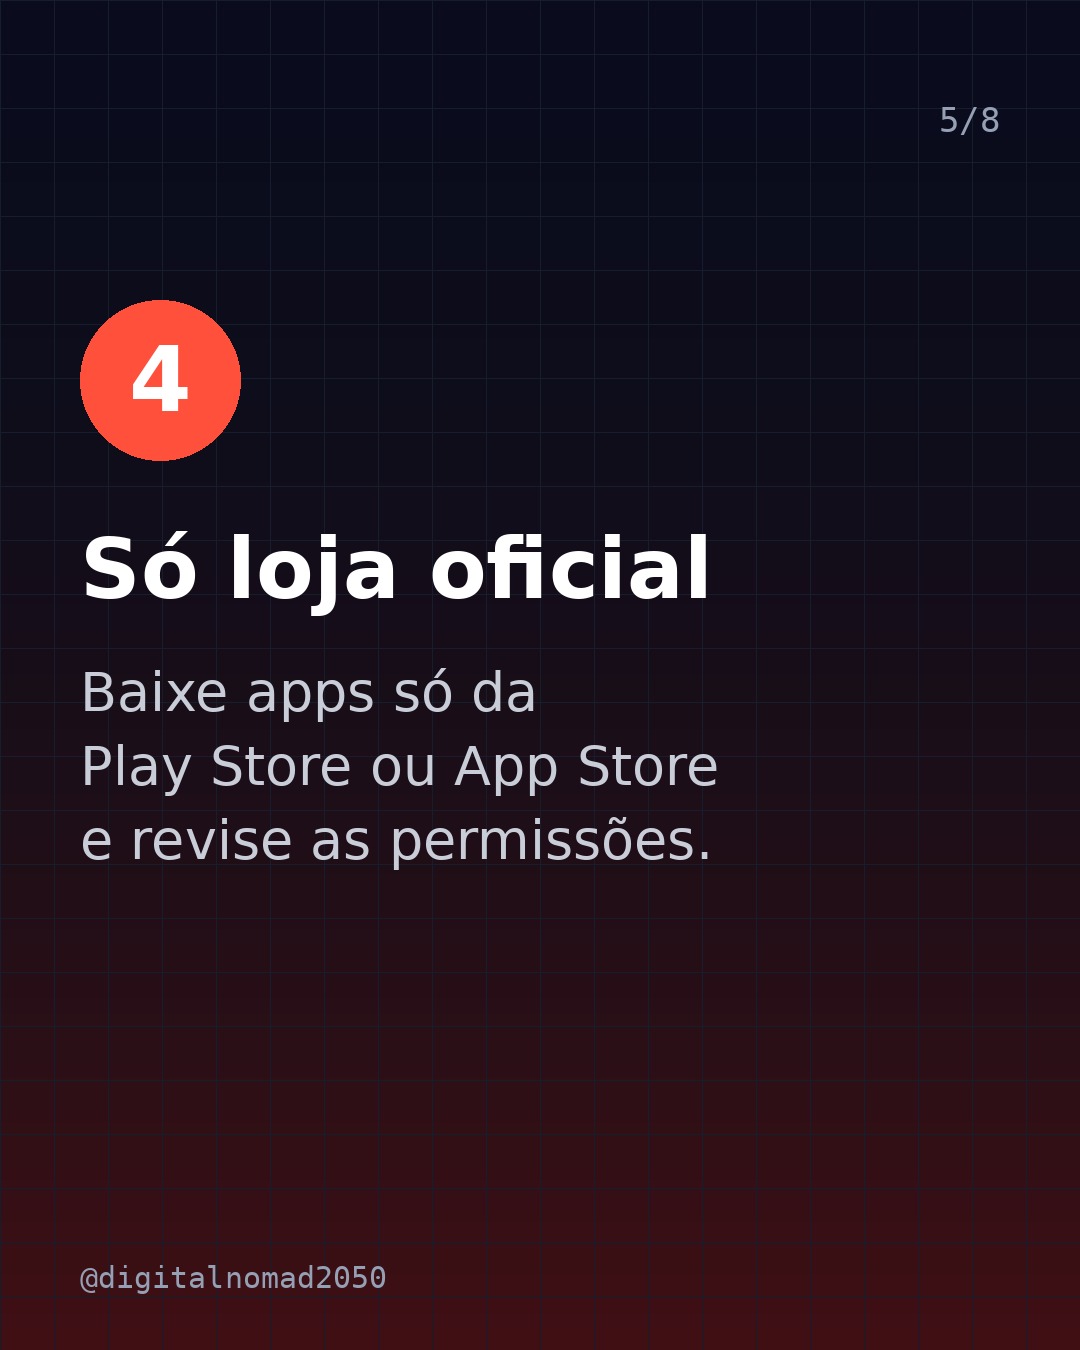 5/8
4
Só loja oficial
Baixe apps só da
Play Store ou App Store
e revise as permissões.
@digitalnomad2050